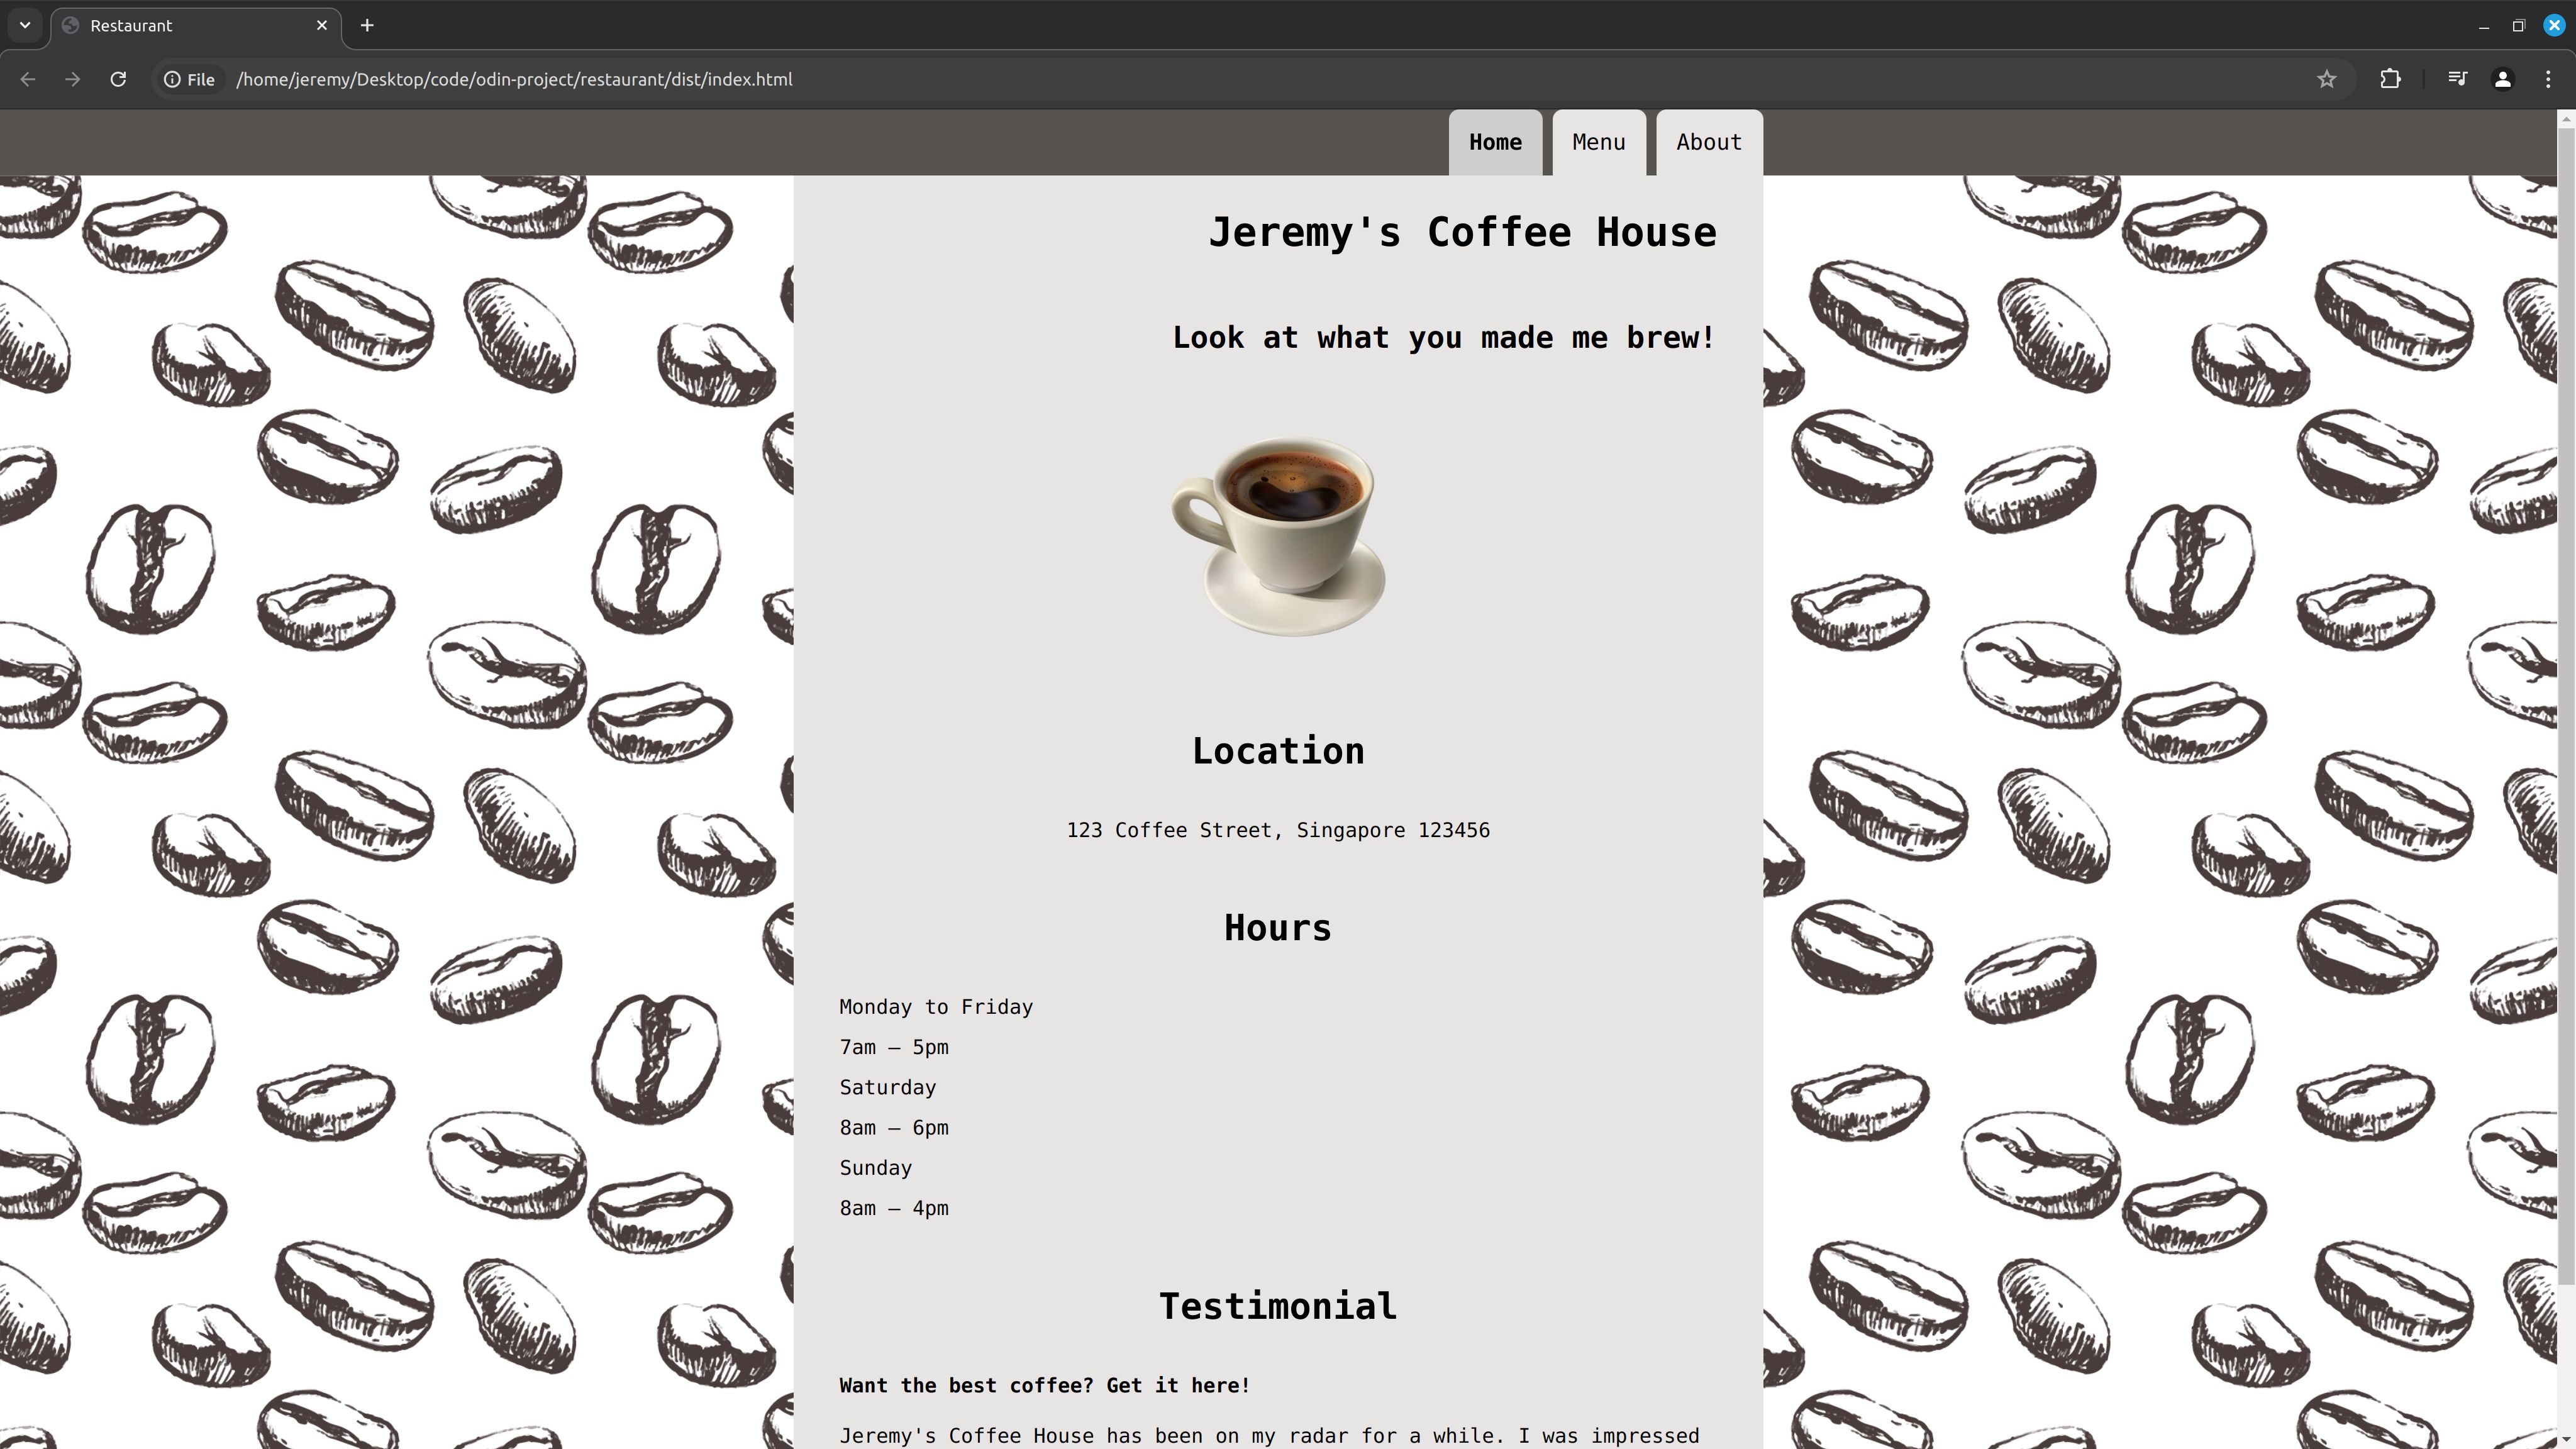 Restaurant
File
/home/jeremy/Desktop/code/odin-project/restaurant/dist/index.html
Home Menu About
Jeremy's Coffee House
Look at what you made me brew!
Location
123 Coffee Street, Singapore 123456
Hours
Monday to Friday
7am – 5pm
Saturday
8am – 6pm
Sunday
8am – 4pm
Testimonial
Want the best coffee? Get it here!
Jeremy's Coffee House has been on my radar for a while. I was impressed